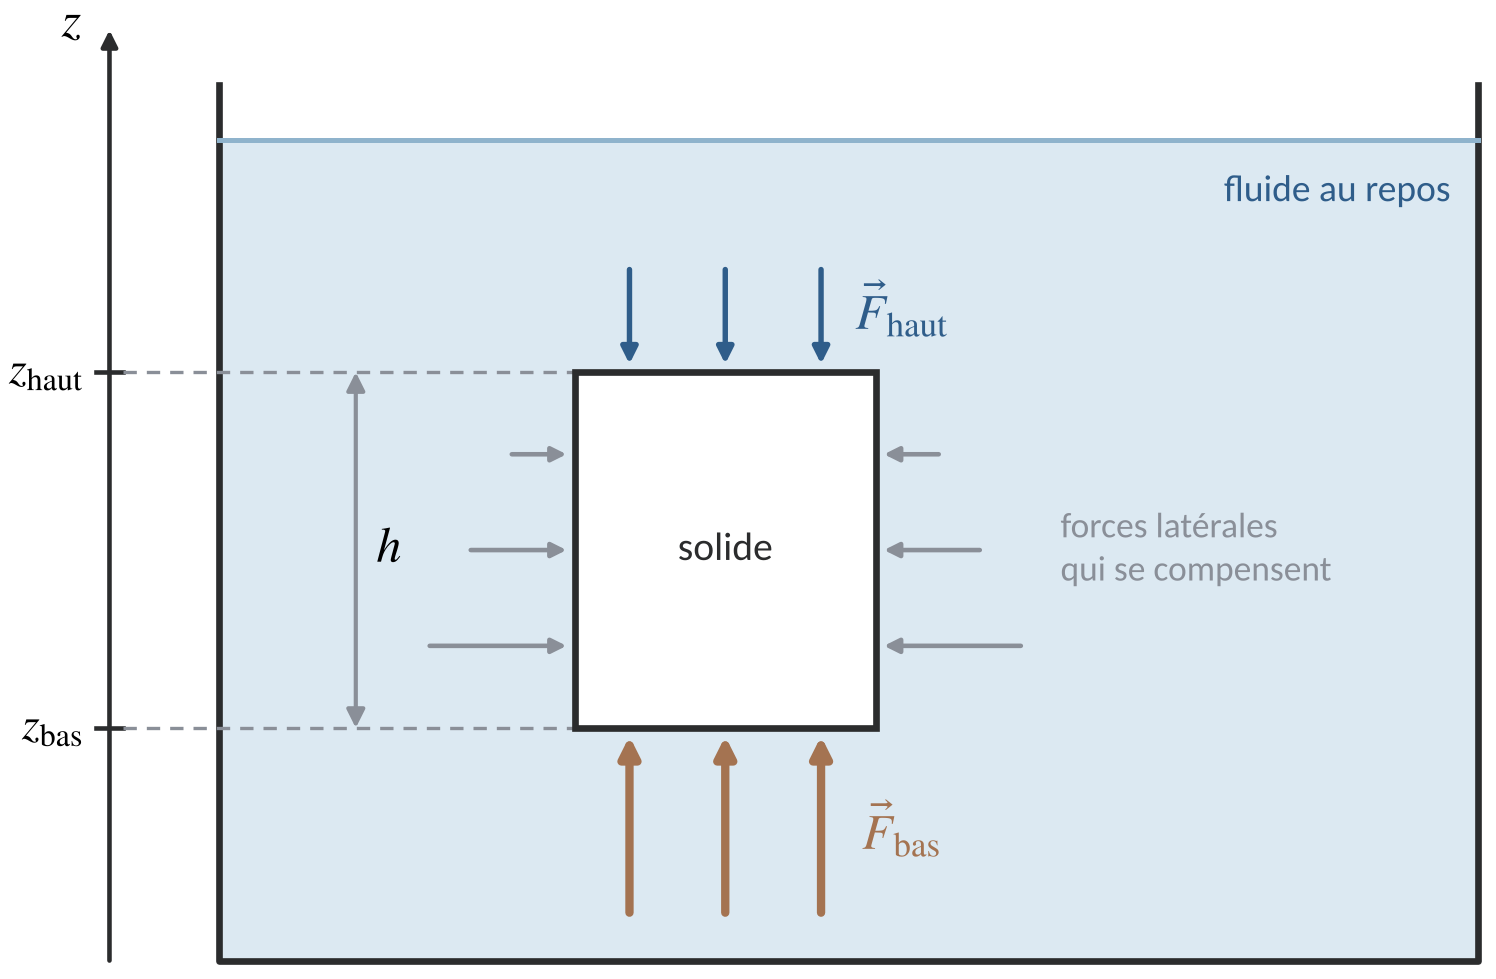 z
fluide au repos
F⃗haut
zhaut
forces latérales
h
solide
qui se compensent
zbas
F⃗bas